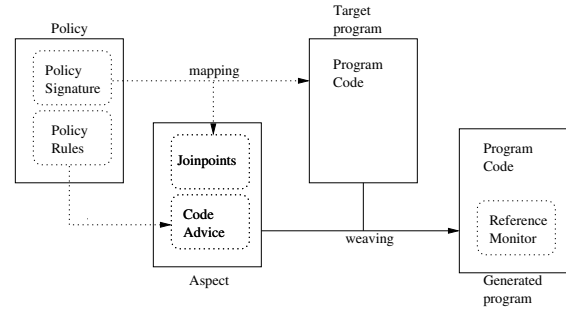 Policy
Policy
Signature
Policy
Rules
mapping
Target
program
Program
Code
Joinpoints
Code
Advice
Aspect
weaving
Program
Code
Reference
Monitor
Generated
program